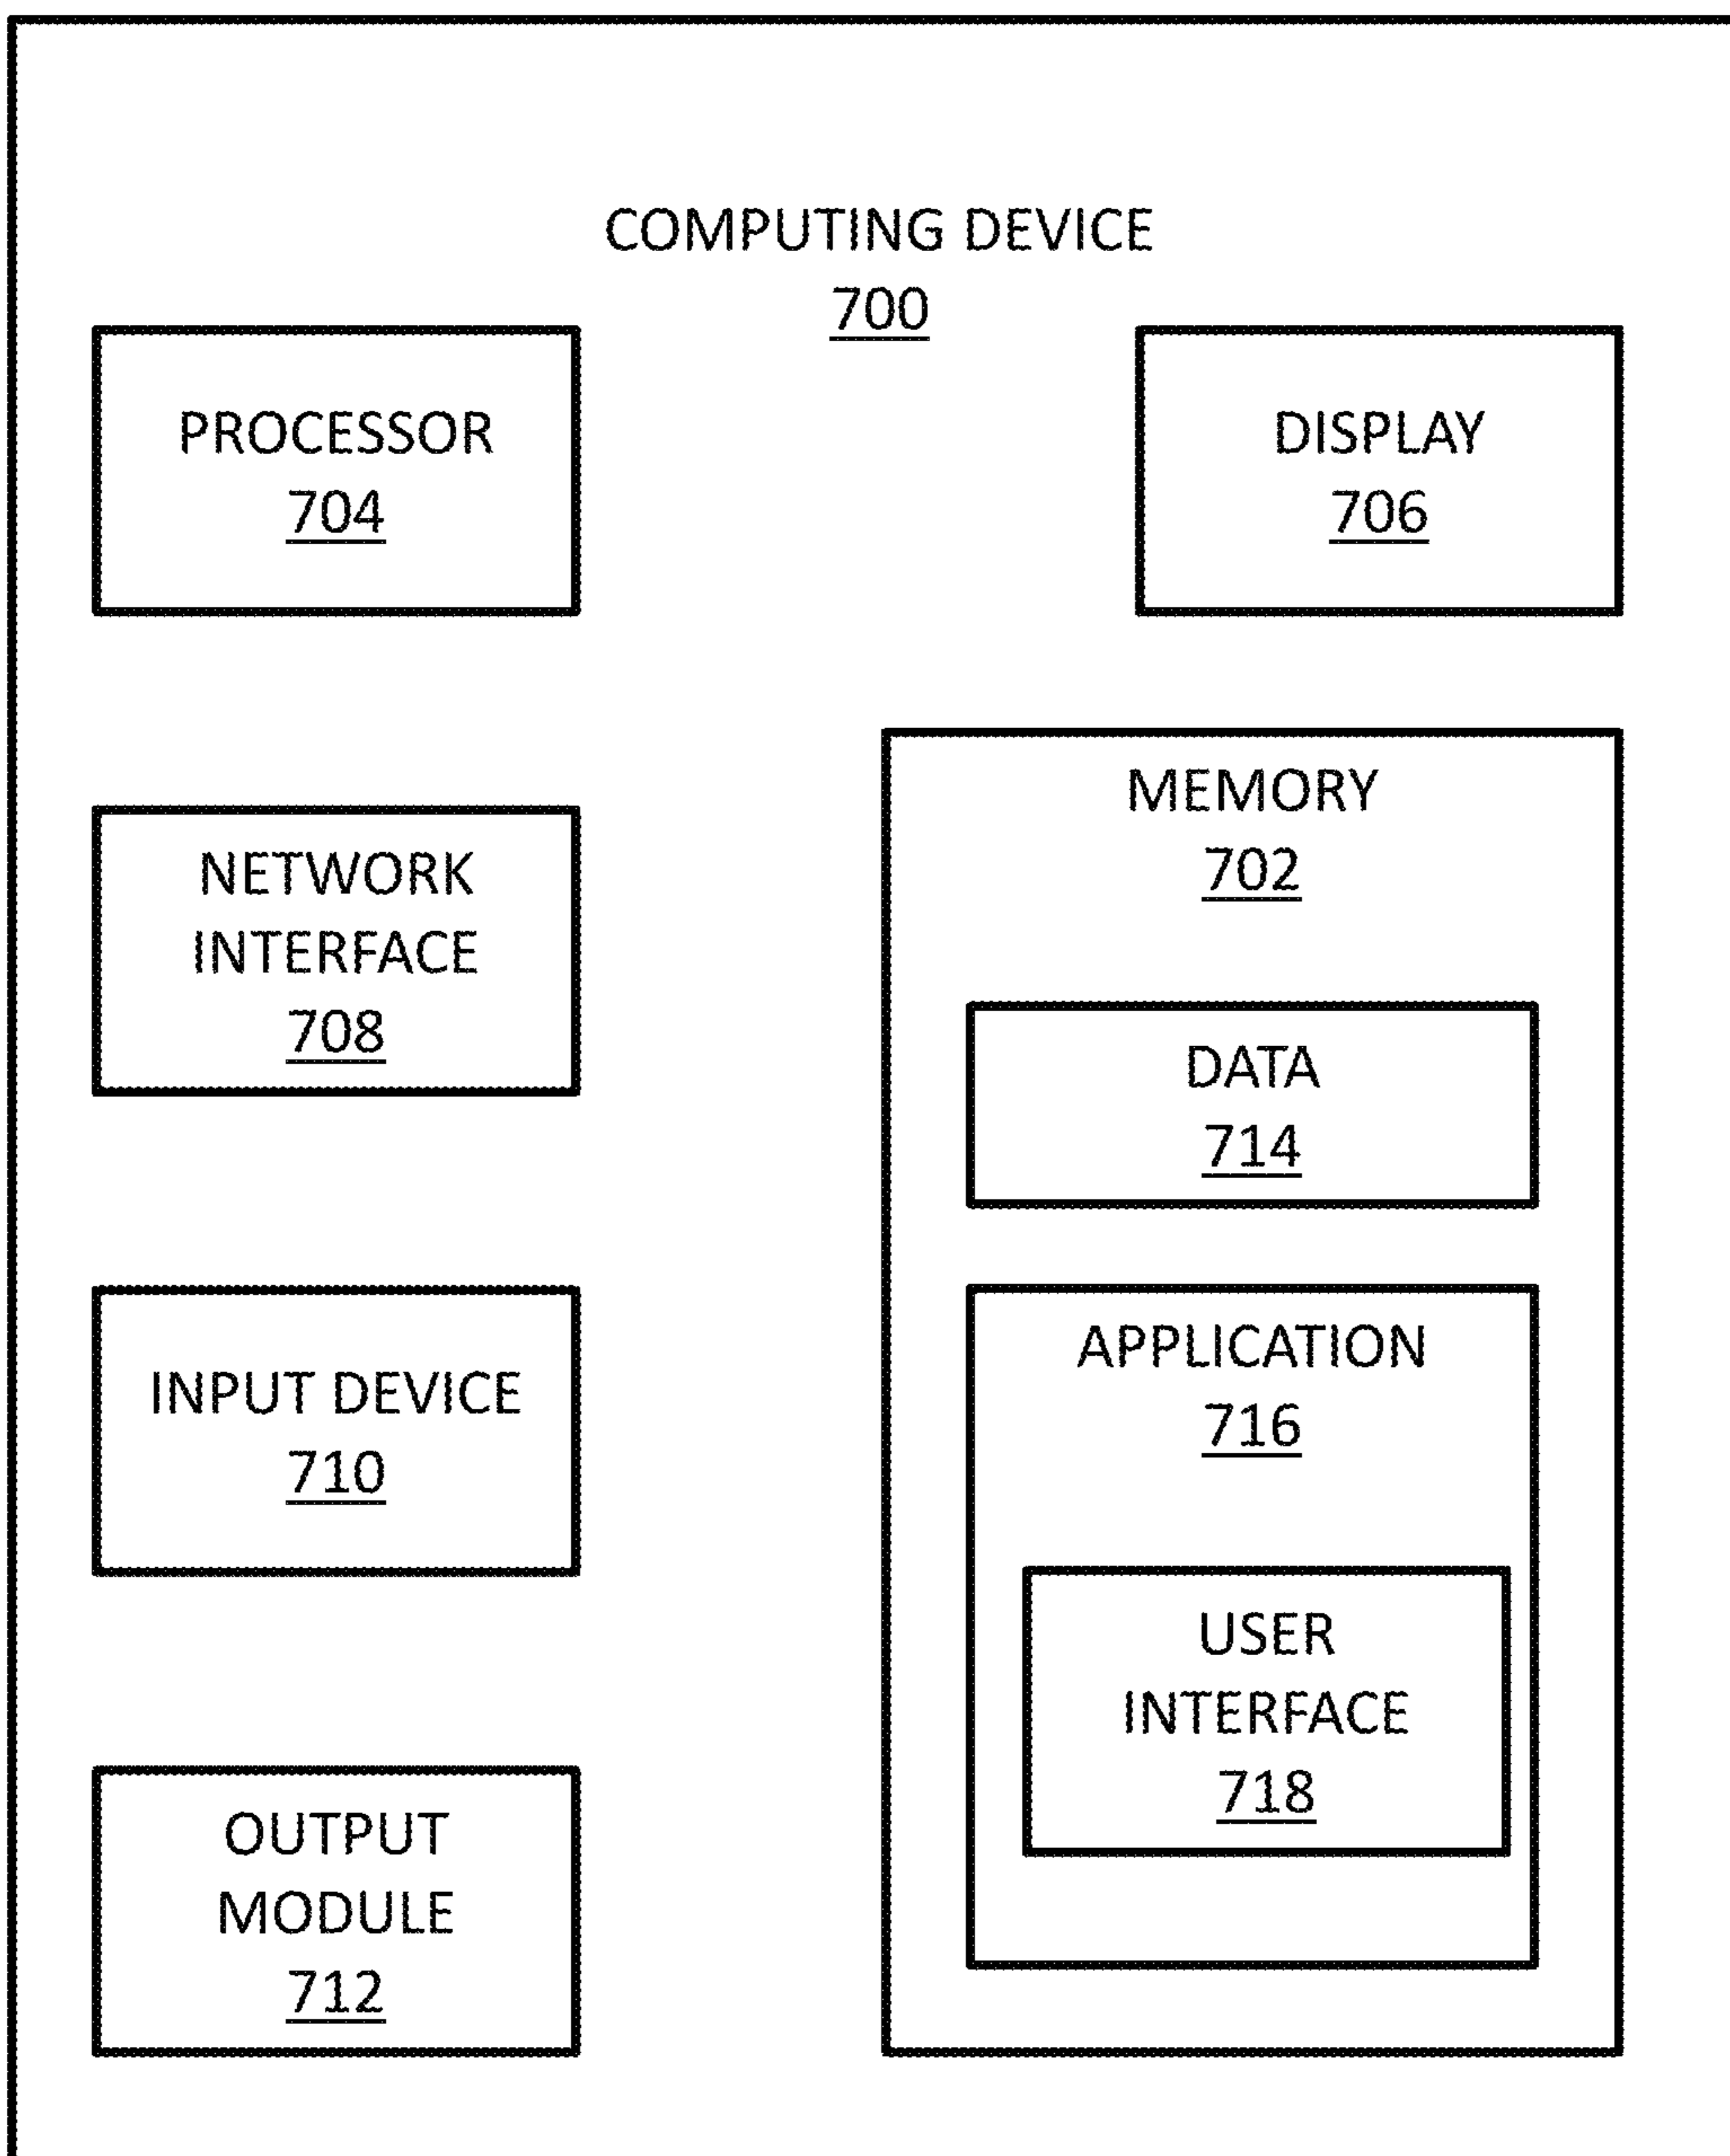 COMPUTING DEVICE
700
PROCESSOR
704
DISPLAY
706
NETWORK
INTERFACE
708
INPUT DEVICE
710
OUTPUT
MODULE
712
MEMORY
702
DATA
714
APPLICATION
716
USER
INTERFACE
718